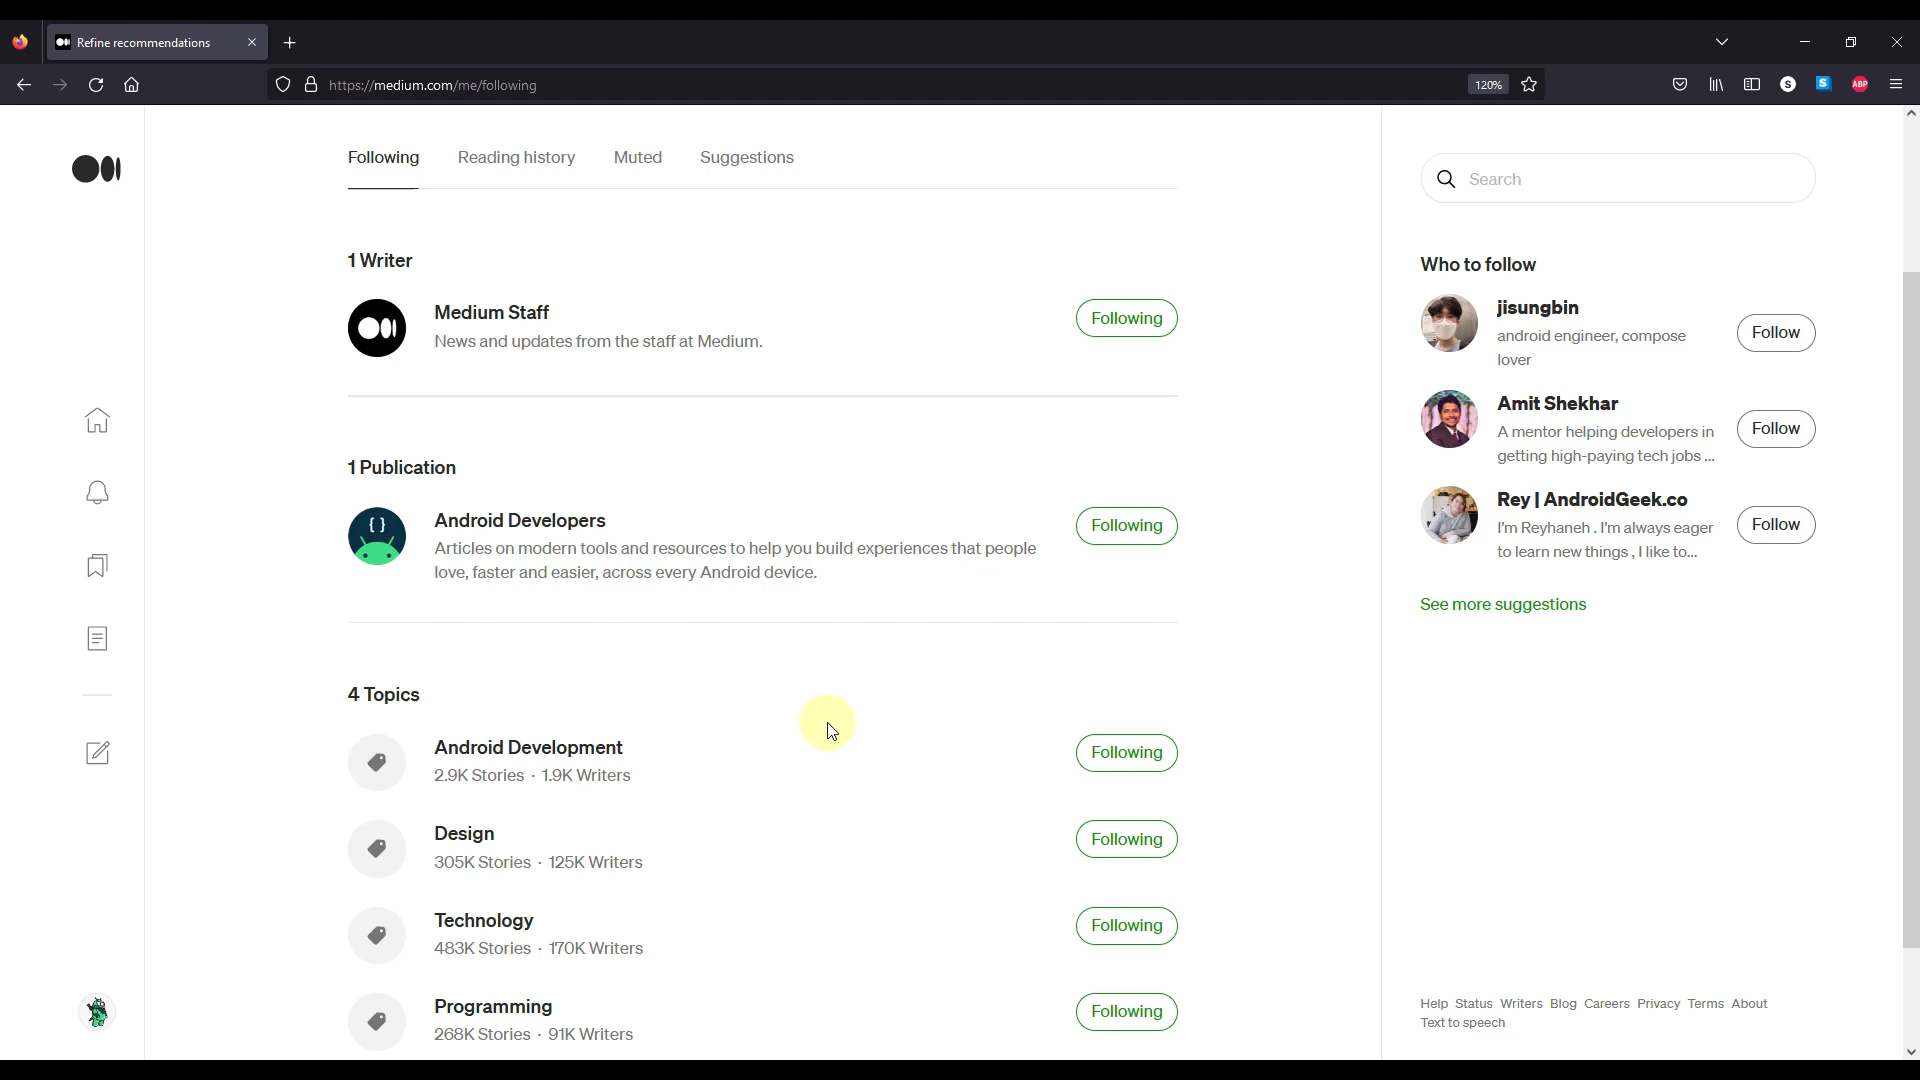 Refine recommendations
https://medium.com/me/following
120%
S
S
ABP
Following Reading history Muted Suggestions
1 Writer
Medium Staff
News and updates from the staff at Medium.
Following
1 Publication
Android Developers
Articles on modern tools and resources to help you build experiences that people
love, faster and easier, across every Android device.
Following
4 Topics
Android Development
2.9K Stories · 1.9K Writers
Following
Design
305K Stories · 125K Writers
Following
Technology
483K Stories · 170K Writers
Following
Programming
268K Stories · 91K Writers
Following
Search
Who to follow
jisungbin
android engineer, compose
lover
Follow
Amit Shekhar
A mentor helping developers in
getting high-paying tech jobs ...
Follow
Rey | AndroidGeek.co
I'm Reyhaneh . I'm always eager
to learn new things , I like to...
Follow
See more suggestions
Help Status Writers Blog Careers Privacy Terms About
Text to speech